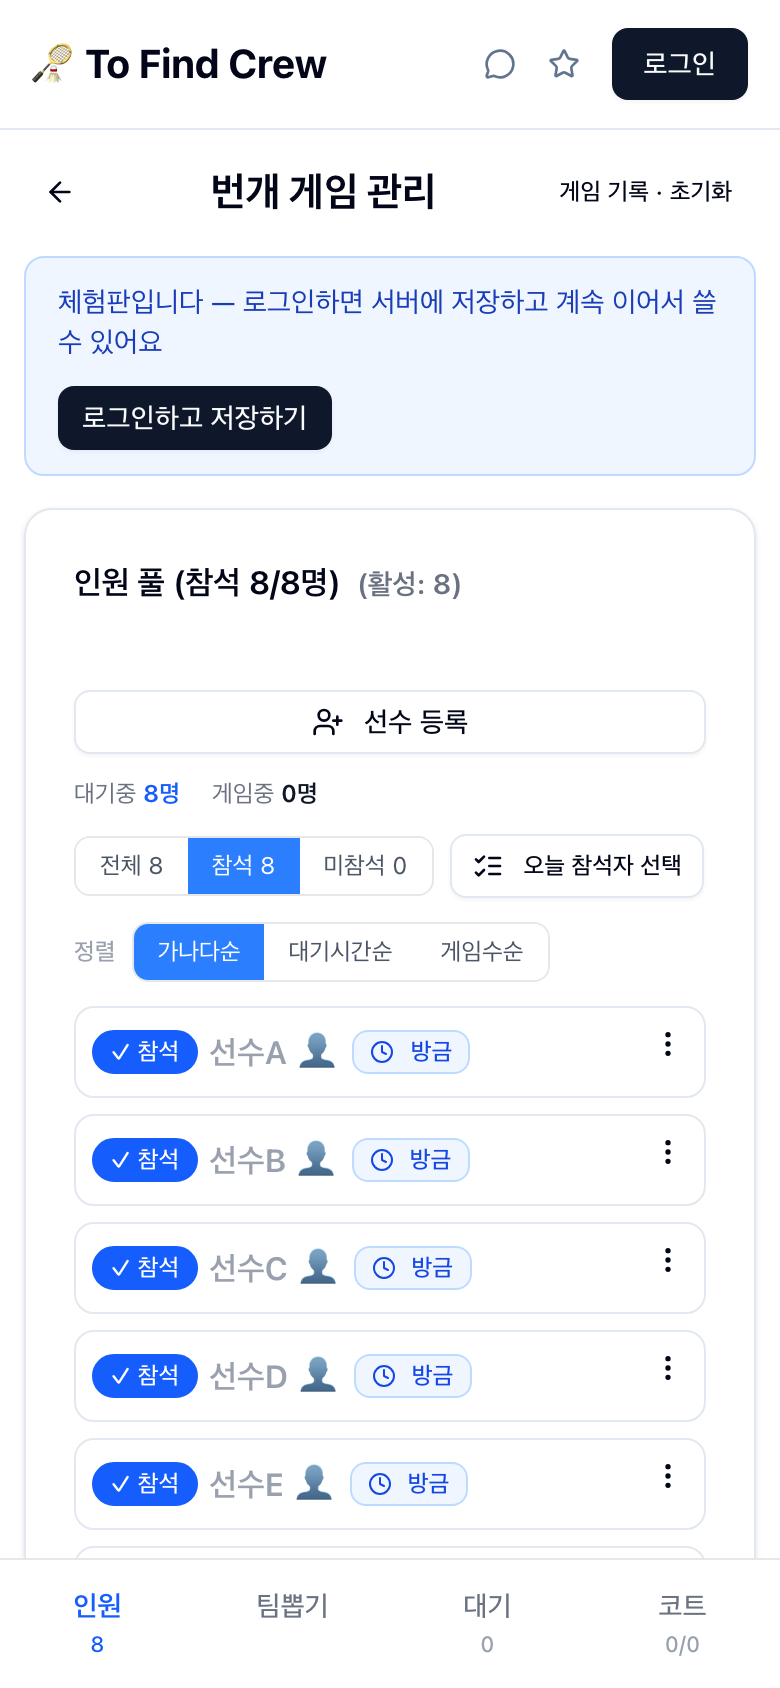 To Find Crew
로그인
번개 게임 관리
게임 기록 · 초기화
체험판입니다 — 로그인하면 서버에 저장하고 계속 이어서 쓸
수 있어요
로그인하고 저장하기
인원 풀 (참석 8/8명) (활성: 8)
선수 등록
대기중 8명 게임중 0명
전체 8 참석 8 미참석 0 오늘 참석자 선택
정렬 가나다순 대기시간순 게임수순
참석 선수A 방금
참석 선수B 방금
참석 선수C 방금
참석 선수D 방금
참석 선수E 방금
인원 팀뽑기 대기 코트
8 0 0/0